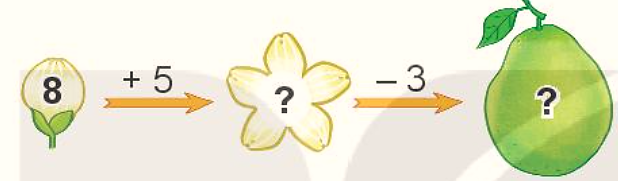 8 + 5 ? – 3 ?